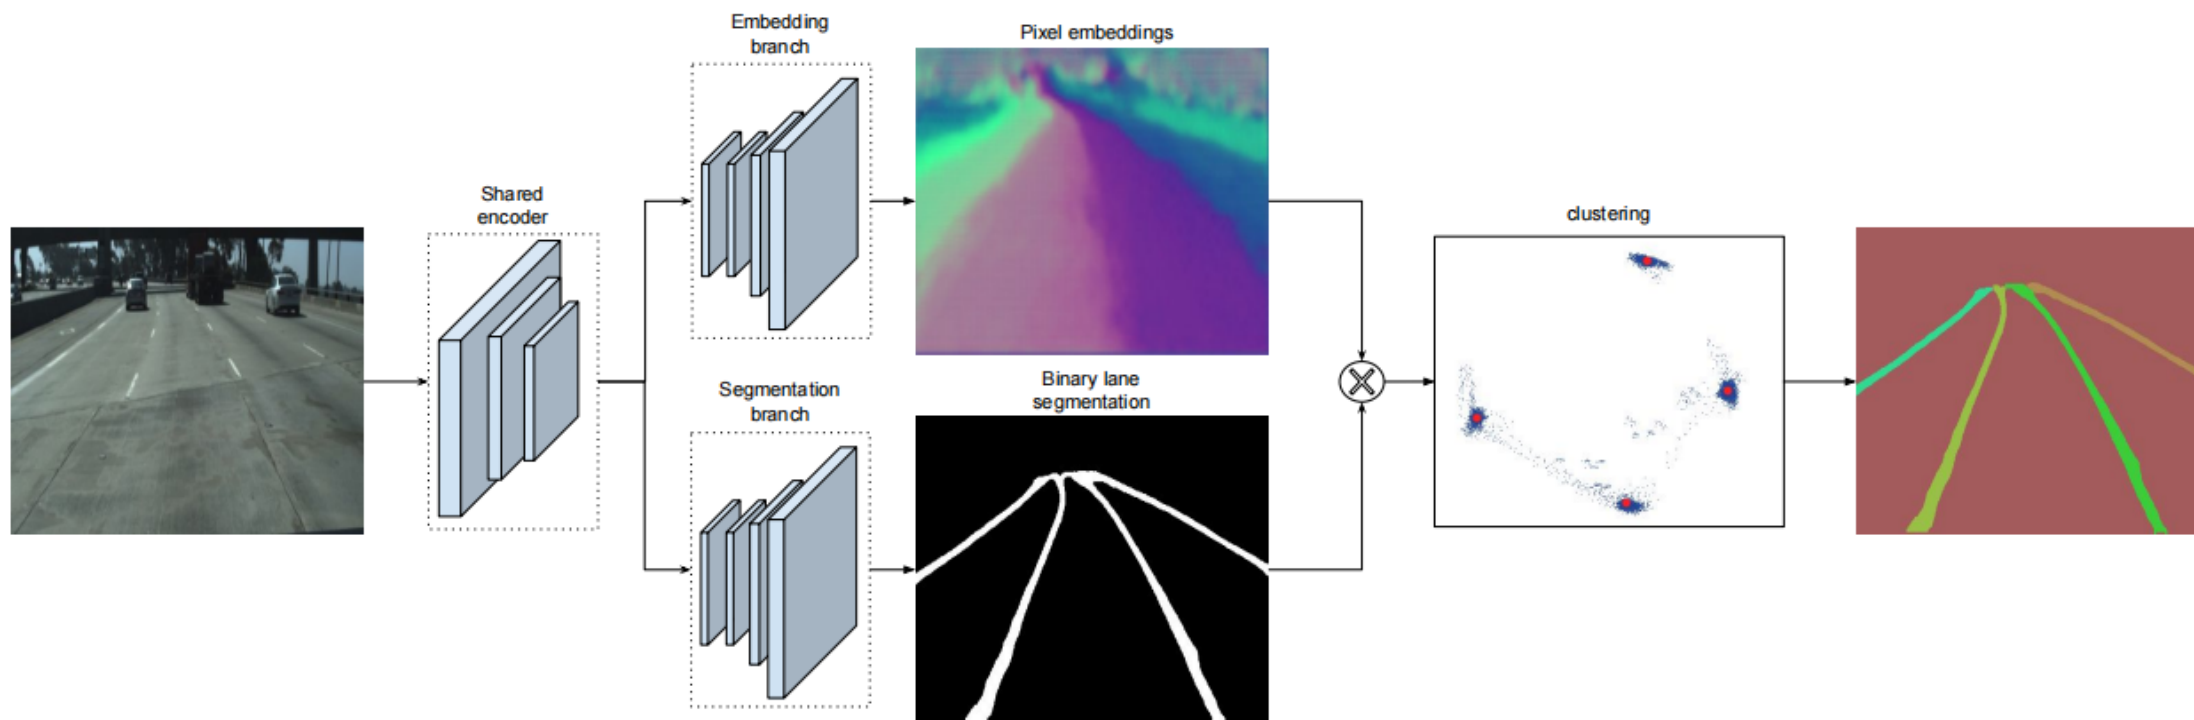 Embedding
branch
Pixel embeddings
Shared
encoder
clustering
Segmentation
branch
Binary lane
segmentation